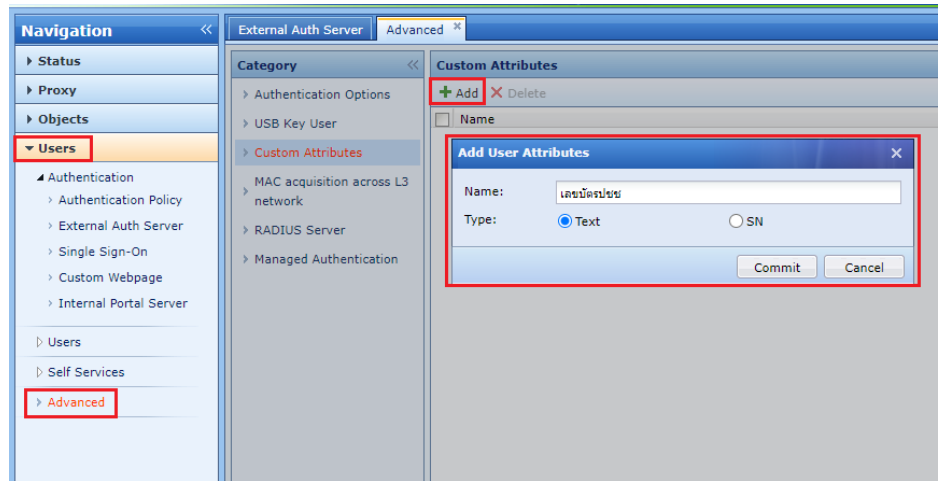 Navigation
Status
Proxy
Objects
Users
Authentication
Authentication Policy
External Auth Server
Single Sign-On
Custom Webpage
Internal Portal Server
Users
Self Services
Advanced
External Auth Server
Advanced
Category
Authentication Options
USB Key User
Custom Attributes
MAC acquisition across L3
network
RADIUS Server
Managed Authentication
Custom Attributes
Add Delete
Name
Add User Attributes
Name: เลขบัตรปชช
Type: Text SN
Commit Cancel